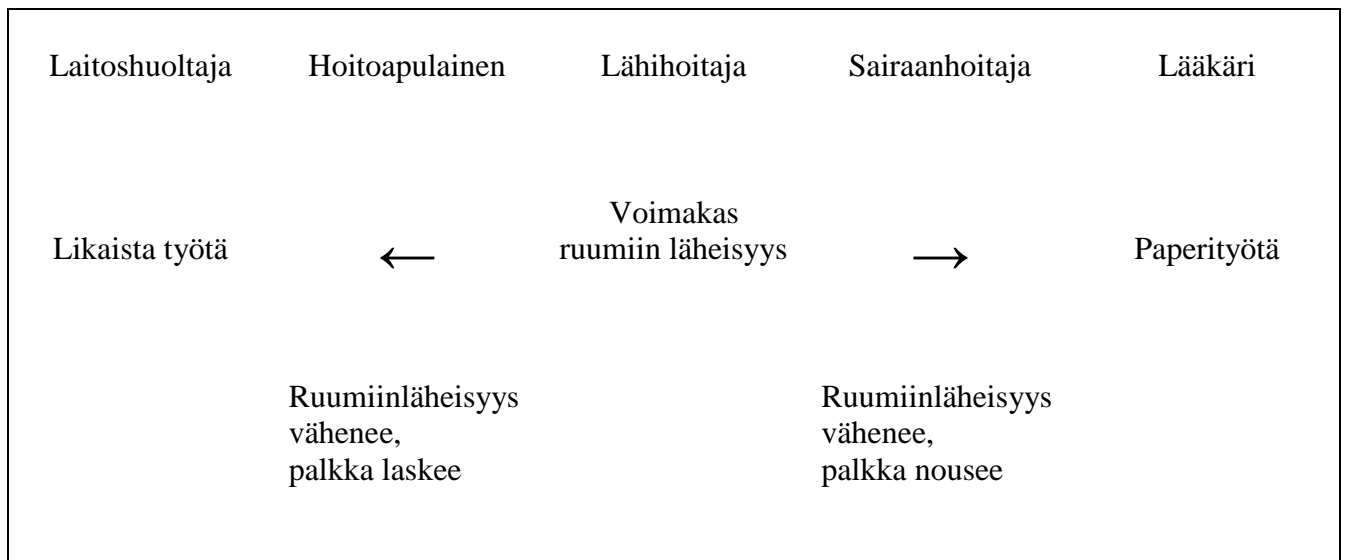 Laitoshuoltaja Hoitoapulainen Lähihoitaja Sairaanhoitaja Lääkäri
Voimakas
Likaista työtä ← ruumiin läheisyys → Paperityötä
Ruumiinläheisyys Ruumiinläheisyys
vähenee, vähenee,
palkka laskee palkka nousee